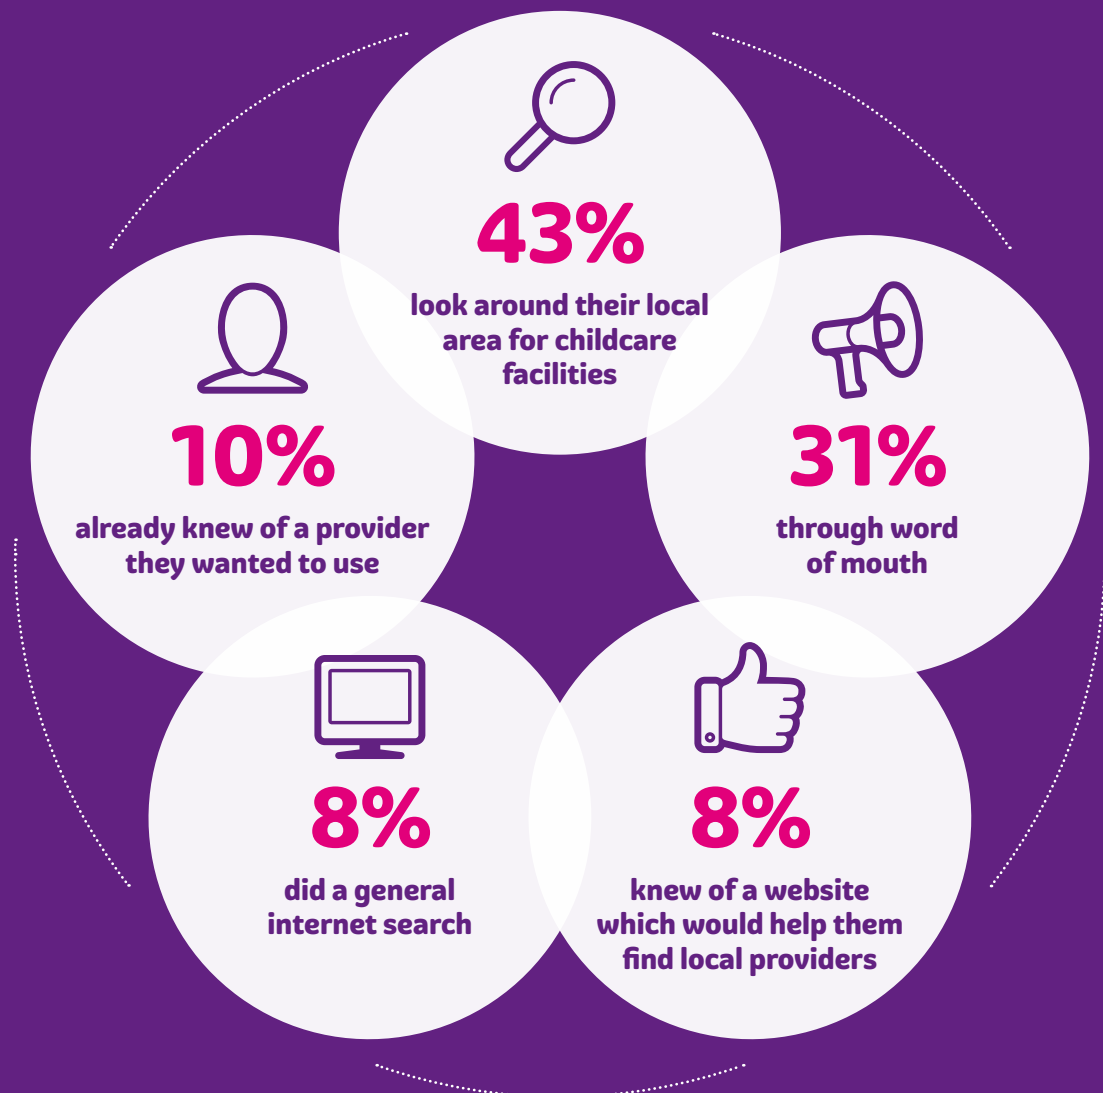 43%
look around their local
area for childcare
facilities
10%
already knew of a provider
they wanted to use
31%
through word
of mouth
8%
did a general
internet search
8%
knew of a website
which would help them
find local providers